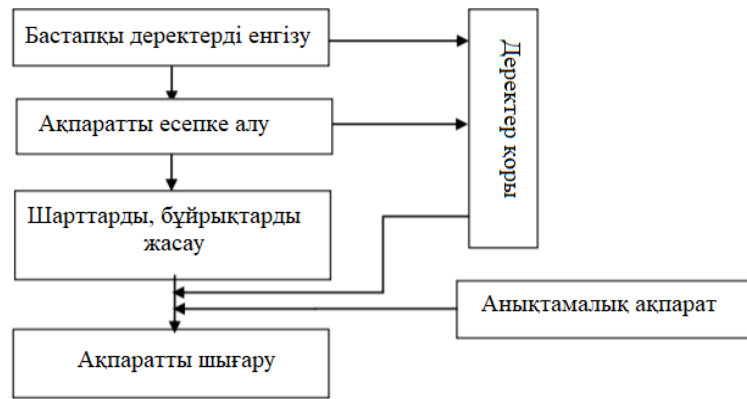 Бастапқы деректерді енгізу
Деректер қоры
Ақпаратты есепке алу
Шарттарды, бұйрықтарды
жасау
Анықтамалық ақпарат
Ақпаратты шығару